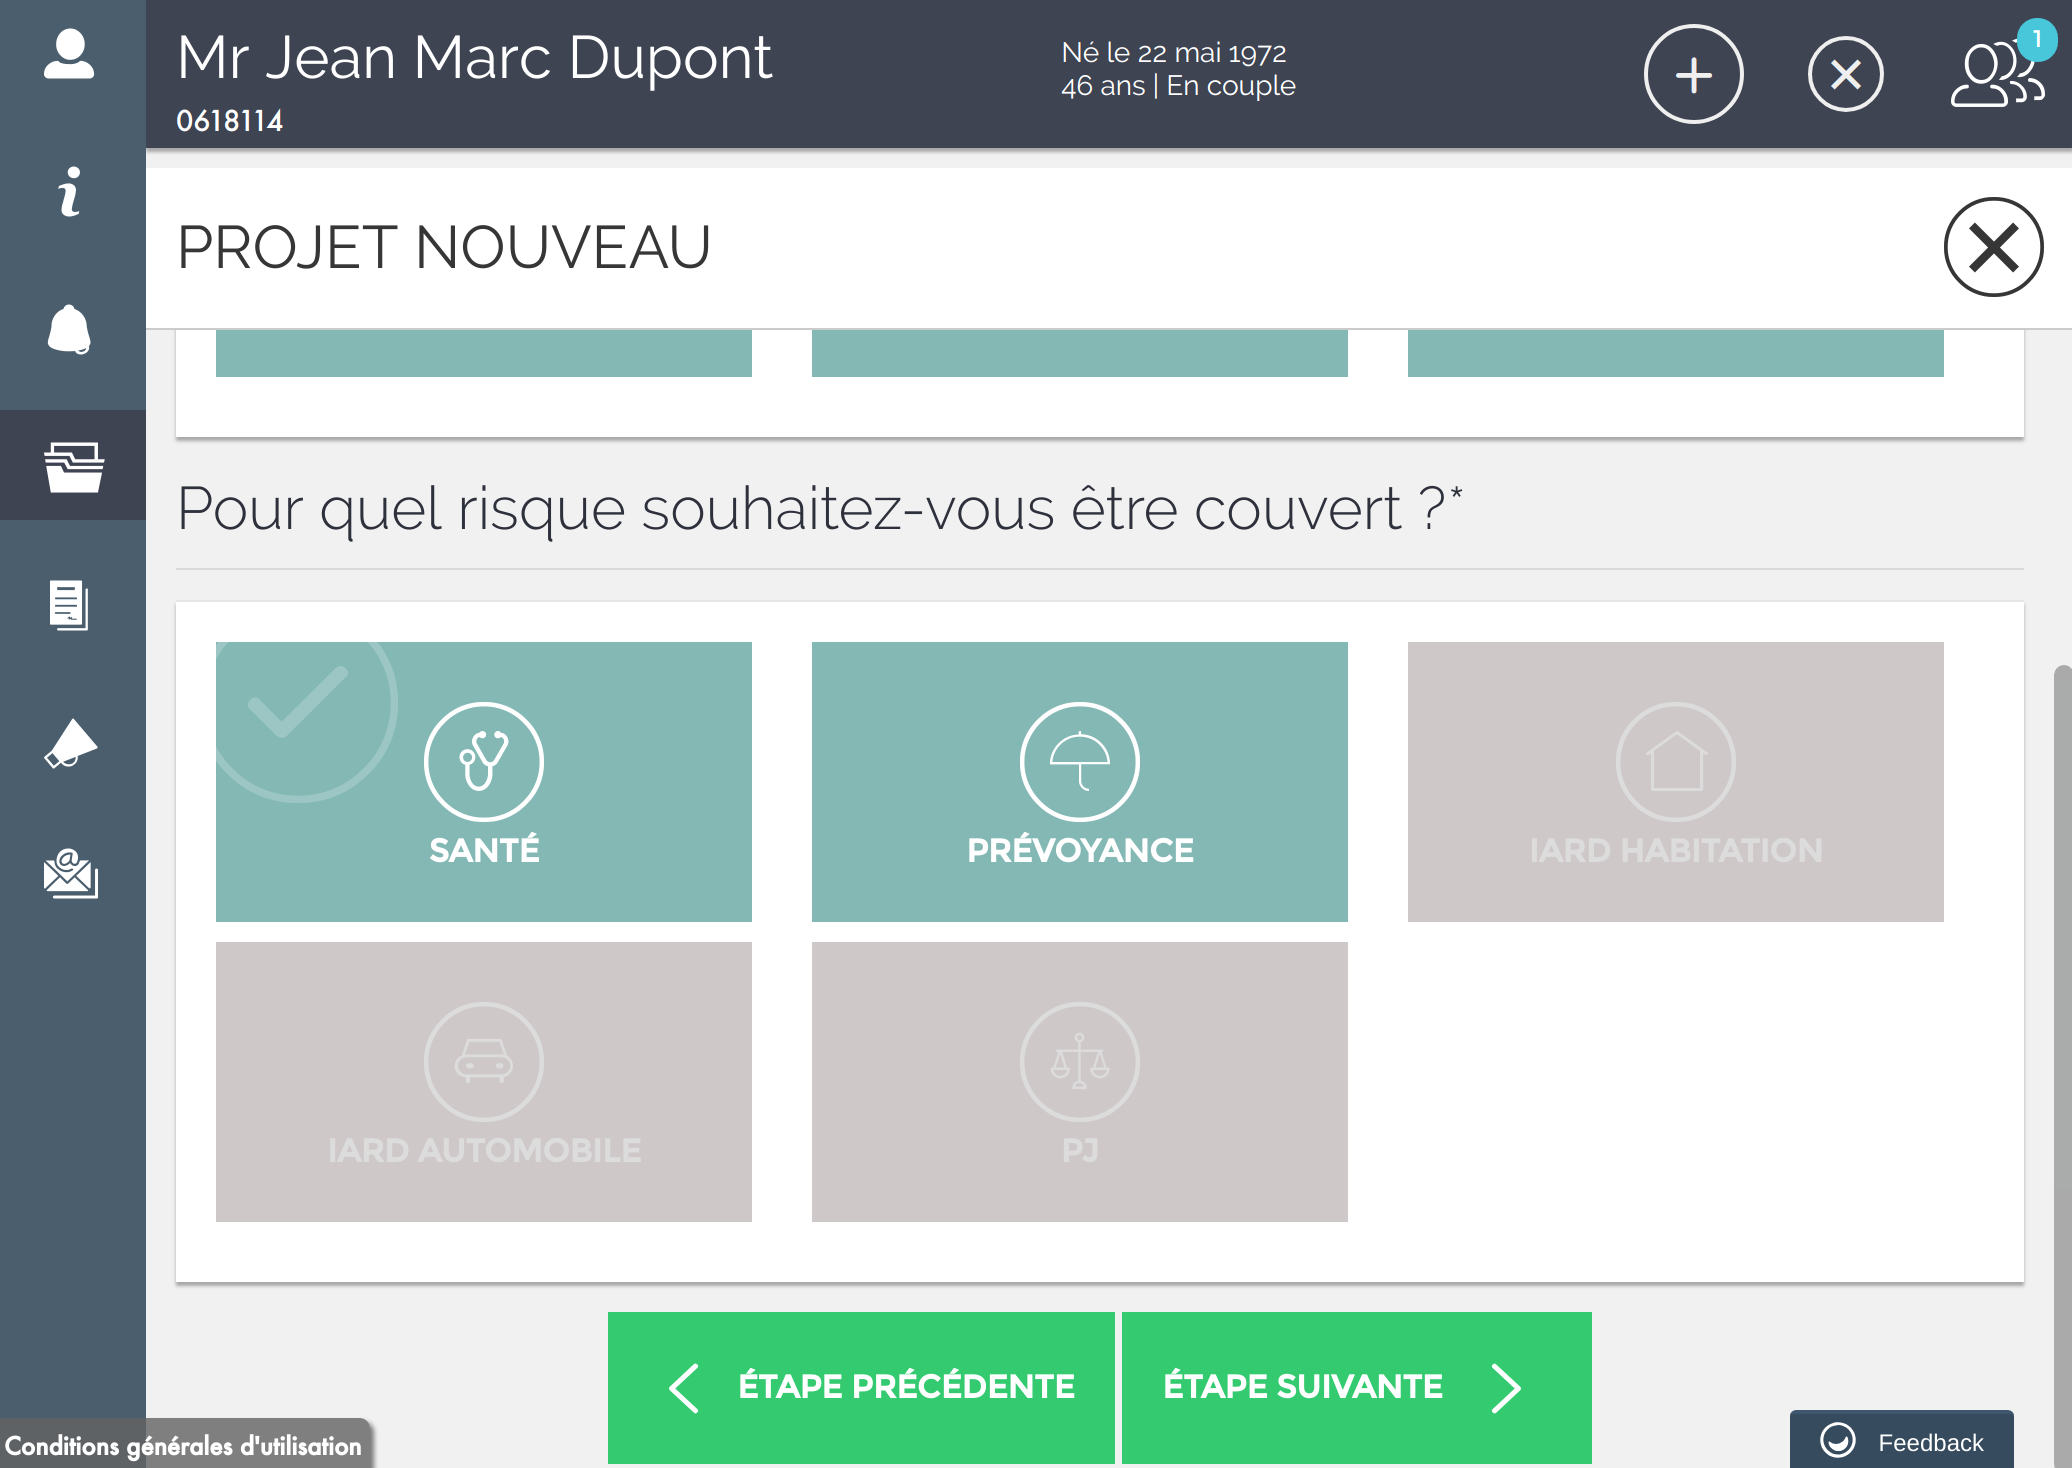 Mr Jean Marc Dupont
0618114
Né le 22 mai 1972
46 ans | En couple
1
PROJET NOUVEAU
Pour quel risque souhaitez-vous être couvert ?*
SANTÉ
PRÉVOYANCE
IARD HABITATION
IARD AUTOMOBILE
PJ
ÉTAPE PRÉCÉDENTE
ÉTAPE SUIVANTE
Conditions générales d'utilisation
Feedback